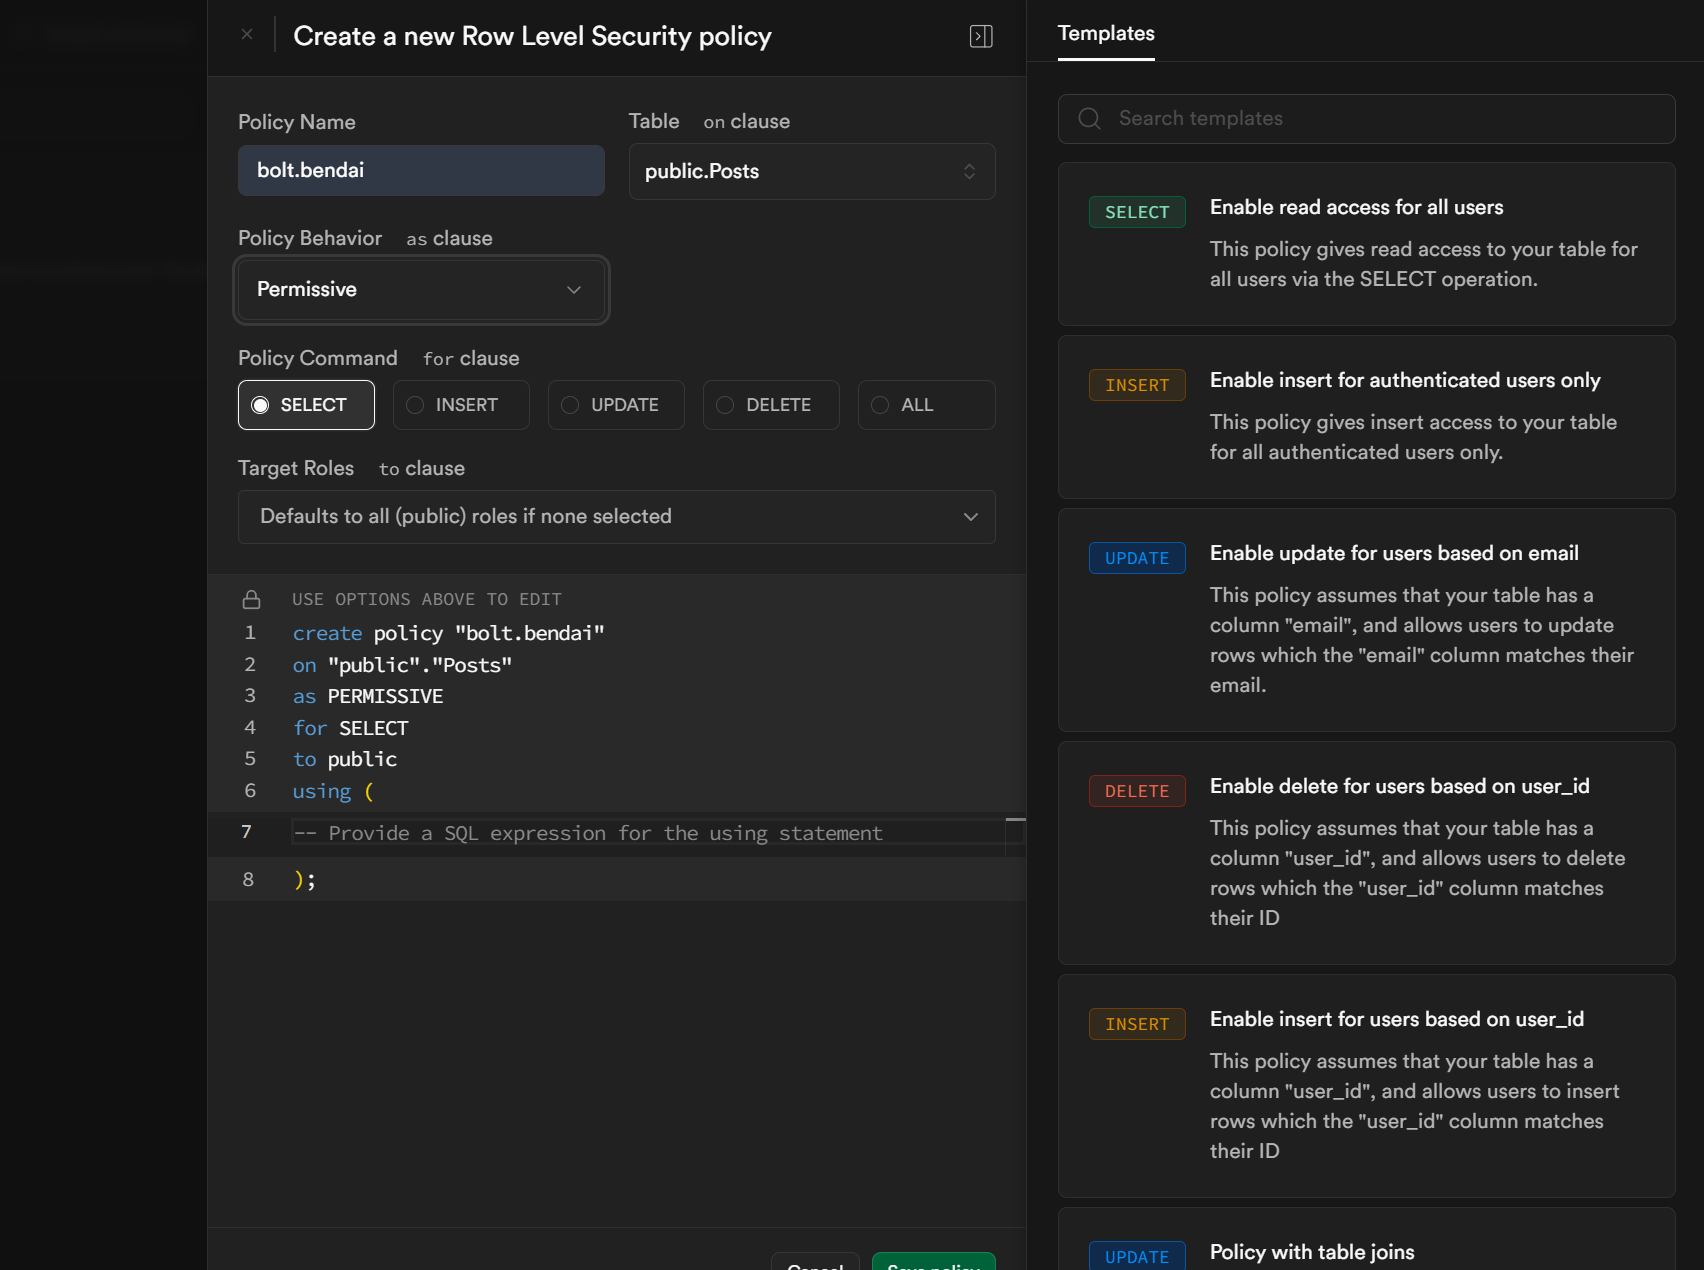 Create a new Row Level Security policy
Policy Name
bolt.bendai
Table on clause
public.Posts
Policy Behavior as clause
Permissive
Policy Command for clause
SELECT
INSERT
UPDATE
DELETE
ALL
Target Roles to clause
Defaults to all (public) roles if none selected
USE OPTIONS ABOVE TO EDIT
1 create policy "bolt.bendai"
2 on "public"."Posts"
3 as PERMISSIVE
4 for SELECT
5 to public
6 using (
7 -- Provide a SQL expression for the using statement
8 );
Cancel
Save policy
Templates
Search templates
SELECT
Enable read access for all users
This policy gives read access to your table for
all users via the SELECT operation.
INSERT
Enable insert for authenticated users only
This policy gives insert access to your table
for all authenticated users only.
UPDATE
Enable update for users based on email
This policy assumes that your table has a
column "email", and allows users to update
rows which the "email" column matches their
email.
DELETE
Enable delete for users based on user_id
This policy assumes that your table has a
column "user_id", and allows users to delete
rows which the "user_id" column matches
their ID
INSERT
Enable insert for users based on user_id
This policy assumes that your table has a
column "user_id", and allows users to insert
rows which the "user_id" column matches
their ID
UPDATE
Policy with table joins